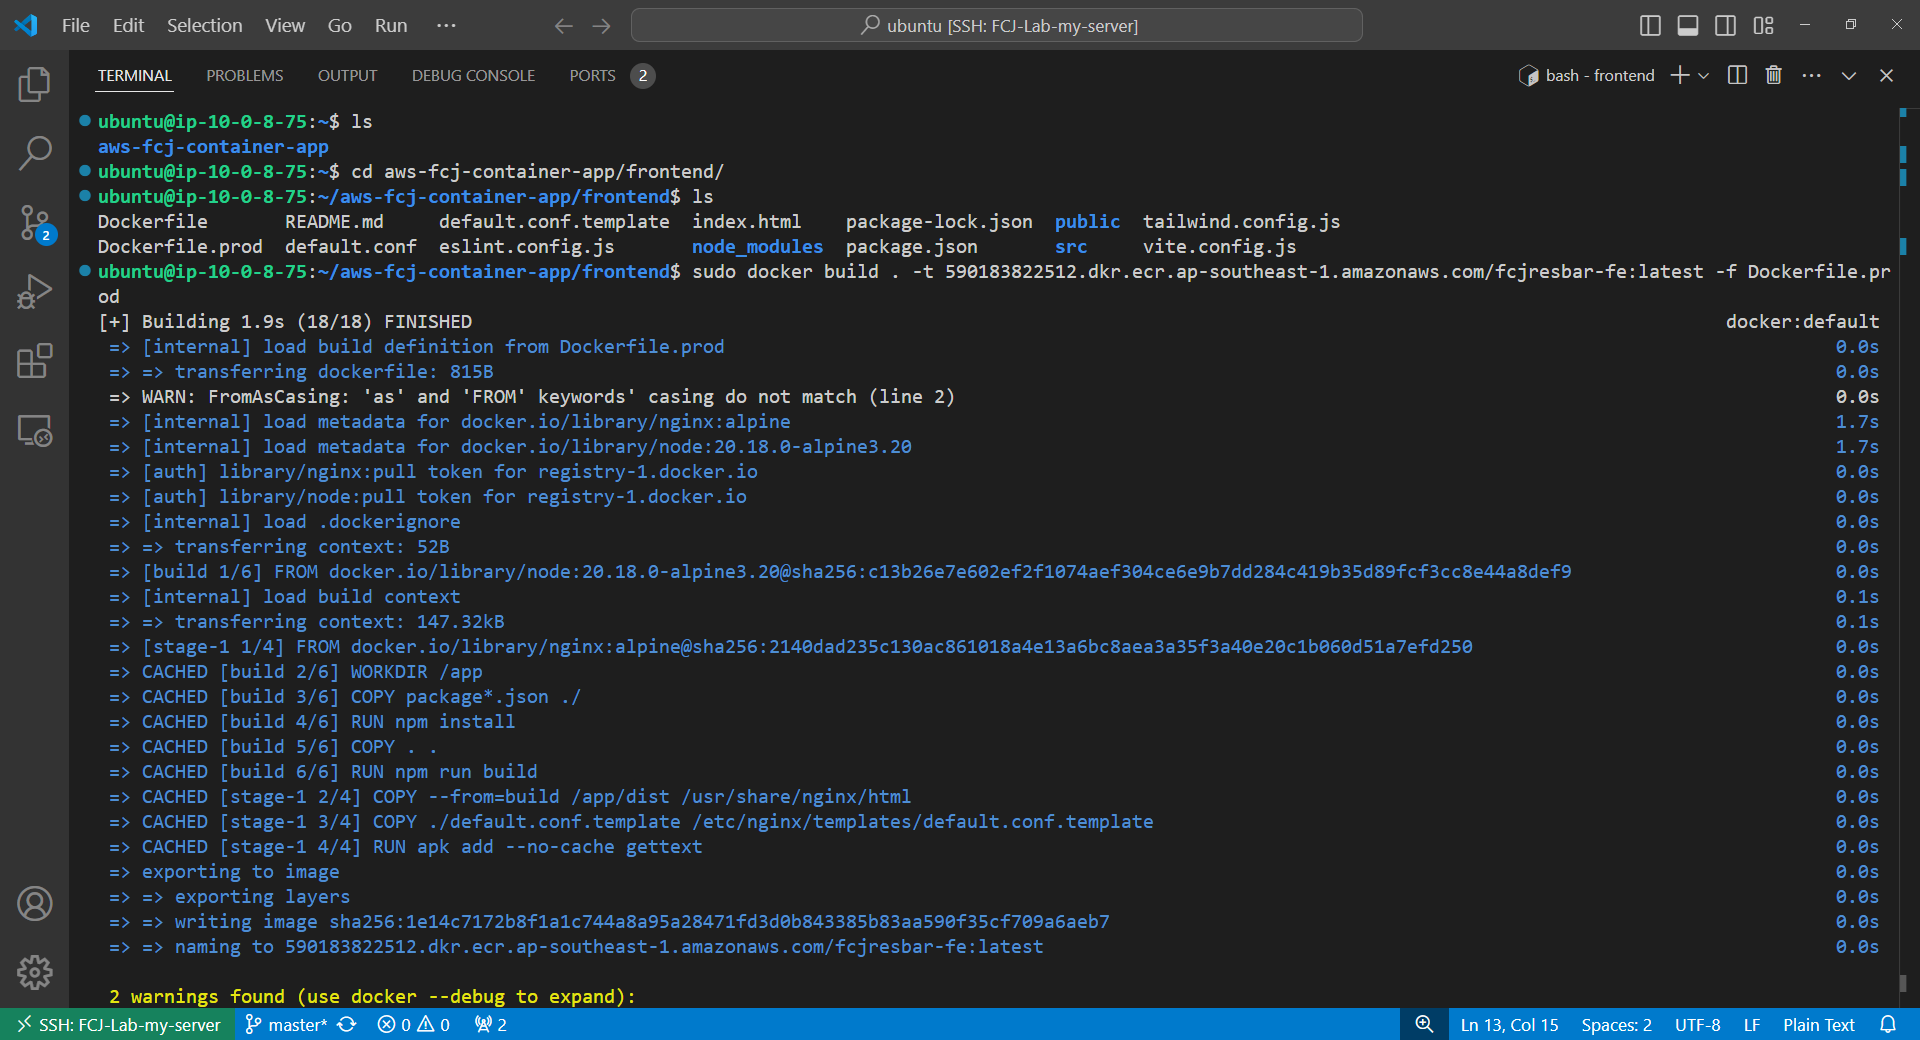 File Edit Selection View Go Run ··· ubuntu [SSH: FCJ-Lab-my-server]
TERMINAL PROBLEMS OUTPUT DEBUG CONSOLE PORTS 2 bash - frontend
ubuntu@ip-10-0-8-75:~$ ls
aws-fcj-container-app
ubuntu@ip-10-0-8-75:~$ cd aws-fcj-container-app/frontend/
ubuntu@ip-10-0-8-75:~/aws-fcj-container-app/frontend$ ls
Dockerfile README.md default.conf.template index.html package-lock.json public tailwind.config.js
Dockerfile.prod default.conf eslint.config.js node_modules package.json src vite.config.js
ubuntu@ip-10-0-8-75:~/aws-fcj-container-app/frontend$ sudo docker build . -t 590183822512.dkr.ecr.ap-southeast-1.amazonaws.com/fcjresbar-fe:latest -f Dockerfile.pr
od
[+] Building 1.9s (18/18) FINISHED docker:default
=> [internal] load build definition from Dockerfile.prod 0.0s
=> => transferring dockerfile: 815B 0.0s
=> WARN: FromAsCasing: 'as' and 'FROM' keywords' casing do not match (line 2) 0.0s
=> [internal] load metadata for docker.io/library/nginx:alpine 1.7s
=> [internal] load metadata for docker.io/library/node:20.18.0-alpine3.20 1.7s
=> [auth] library/nginx:pull token for registry-1.docker.io 0.0s
=> [auth] library/node:pull token for registry-1.docker.io 0.0s
=> [internal] load .dockerignore 0.0s
=> => transferring context: 52B 0.0s
=> [build 1/6] FROM docker.io/library/node:20.18.0-alpine3.20@sha256:c13b26e7e602ef2f1074aef304ce6e9b7dd284c419b35d89fcf3cc8e44a8def9 0.0s
=> [internal] load build context 0.1s
=> => transferring context: 147.32kB 0.1s
=> [stage-1 1/4] FROM docker.io/library/nginx:alpine@sha256:2140dad235c130ac861018a4e13a6bc8aea3a35f3a40e20c1b060d51a7efd250 0.0s
=> CACHED [build 2/6] WORKDIR /app 0.0s
=> CACHED [build 3/6] COPY package*.json ./ 0.0s
=> CACHED [build 4/6] RUN npm install 0.0s
=> CACHED [build 5/6] COPY . . 0.0s
=> CACHED [build 6/6] RUN npm run build 0.0s
=> CACHED [stage-1 2/4] COPY --from=build /app/dist /usr/share/nginx/html 0.0s
=> CACHED [stage-1 3/4] COPY ./default.conf.template /etc/nginx/templates/default.conf.template 0.0s
=> CACHED [stage-1 4/4] RUN apk add --no-cache gettext 0.0s
=> exporting to image 0.0s
=> => exporting layers 0.0s
=> => writing image sha256:1e14c7172b8f1a1c744a8a95a28471fd3d0b843385b83aa590f35cf709a6aeb7 0.0s
=> => naming to 590183822512.dkr.ecr.ap-southeast-1.amazonaws.com/fcjresbar-fe:latest 0.0s
2 warnings found (use docker --debug to expand):
2
SSH: FCJ-Lab-my-server master* 0 0 2 Ln 13, Col 15 Spaces: 2 UTF-8 LF Plain Text